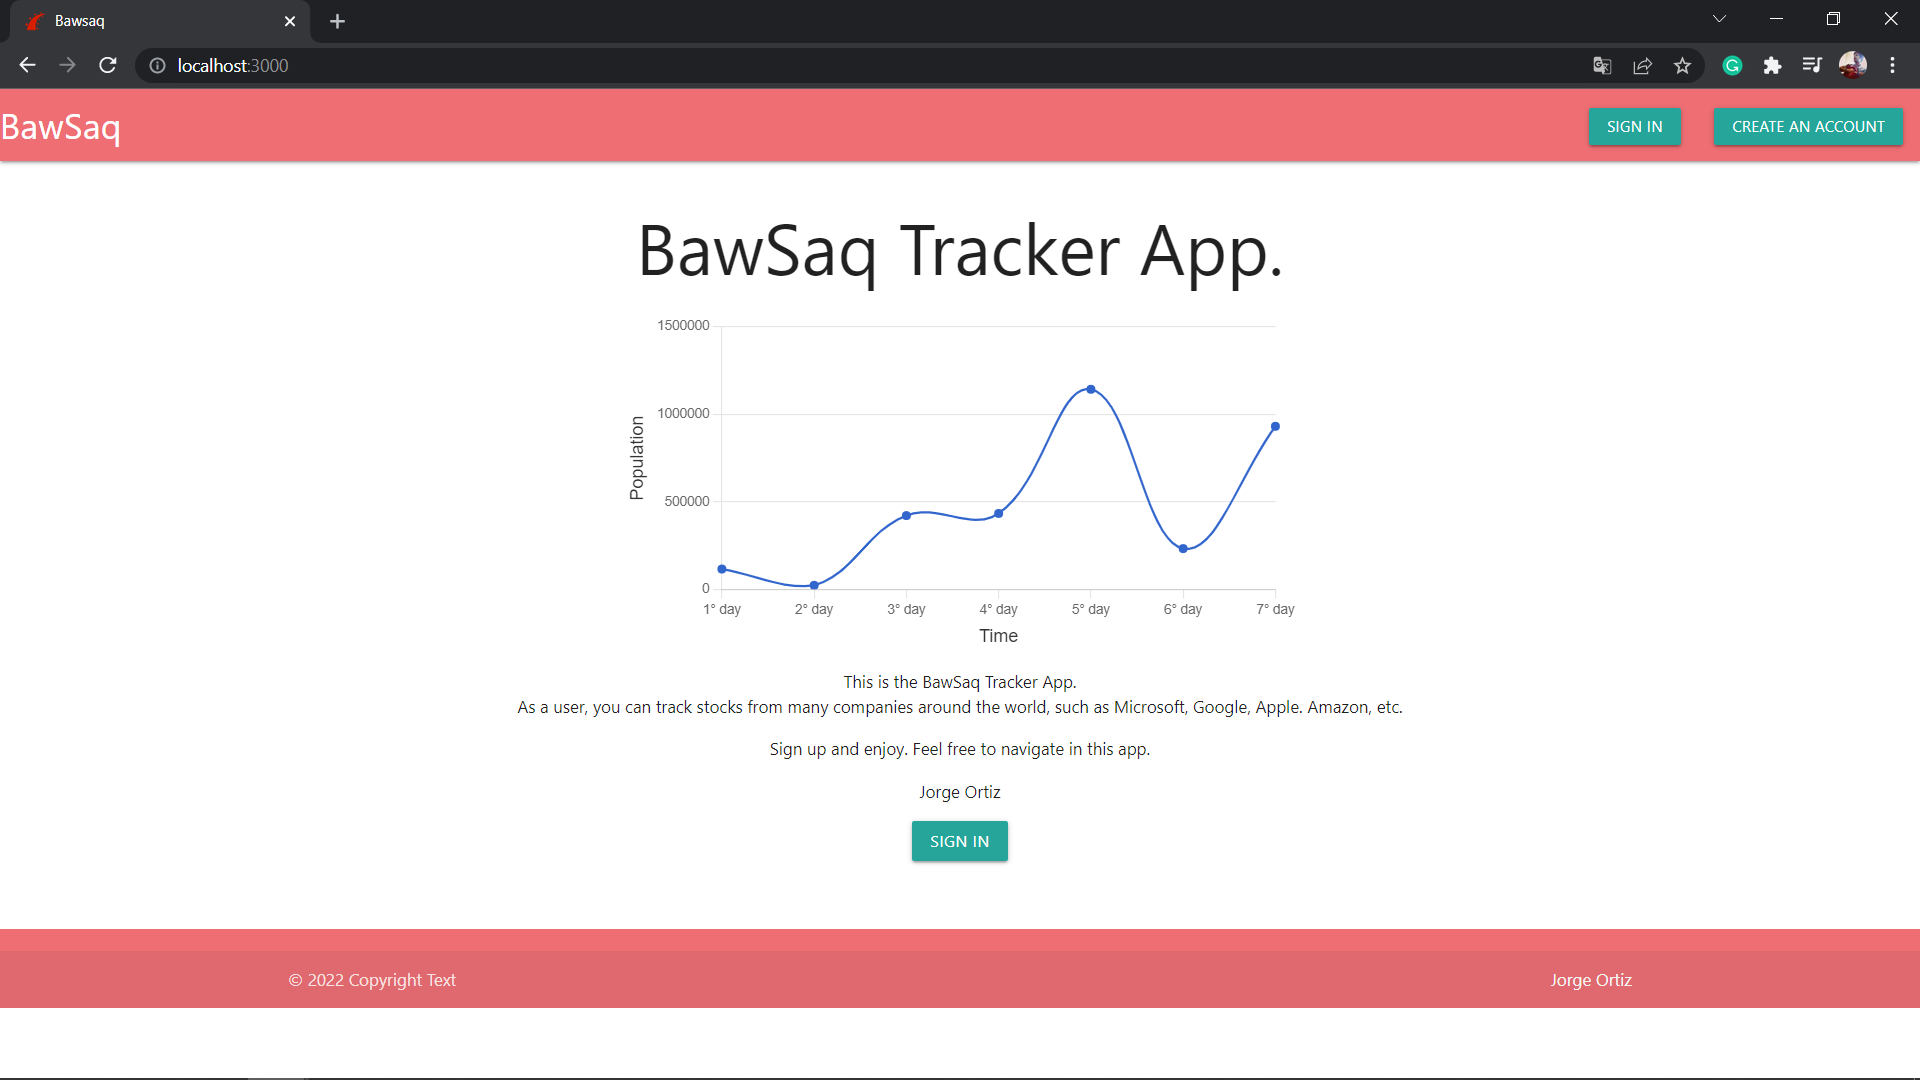 Bawsaq
localhost:3000
BawSaq
SIGN IN
CREATE AN ACCOUNT
BawSaq Tracker App.
1500000
1000000
500000
0
Population
1° day 2° day 3° day 4° day 5° day 6° day 7° day
Time
This is the BawSaq Tracker App.
As a user, you can track stocks from many companies around the world, such as Microsoft, Google, Apple. Amazon, etc.
Sign up and enjoy. Feel free to navigate in this app.
Jorge Ortiz
SIGN IN
© 2022 Copyright Text
Jorge Ortiz